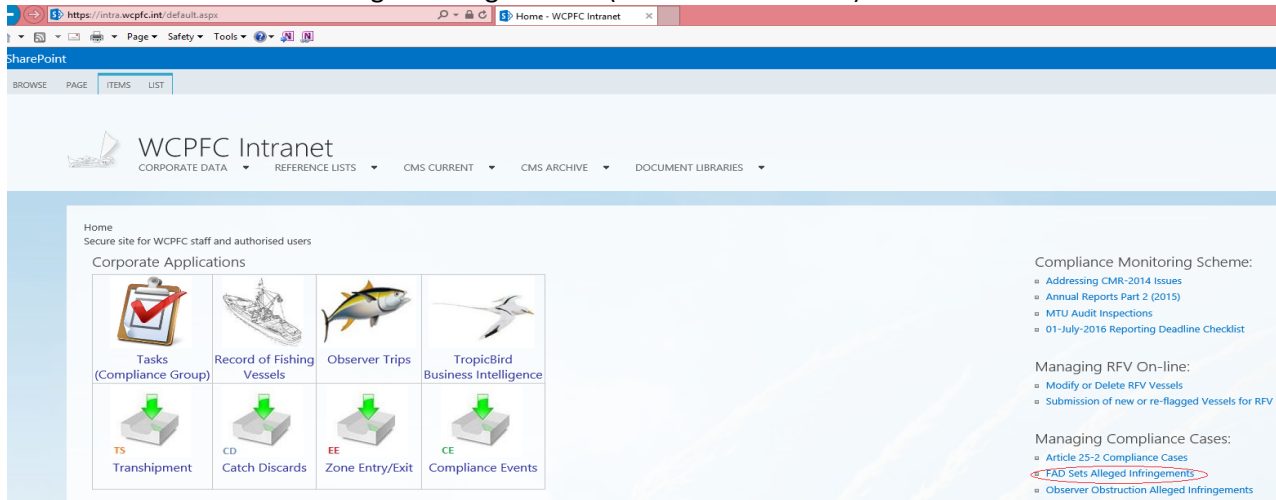 https://intra.wcpfc.int/default.aspx
Home - WCPFC Intranet
Page Safety Tools
SharePoint
BROWSE PAGE ITEMS LIST
WCPFC Intranet
CORPORATE DATA REFERENCE LISTS CMS CURRENT CMS ARCHIVE DOCUMENT LIBRARIES
Home
Secure site for WCPFC staff and authorised users
Corporate Applications
Tasks
(Compliance Group)
Record of Fishing
Vessels
Observer Trips
TropicBird
Business Intelligence
TS
Transhipment
CD
Catch Discards
EE
Zone Entry/Exit
CE
Compliance Events
Compliance Monitoring Scheme:
Addressing CMR-2014 Issues
Annual Reports Part 2 (2015)
MTU Audit Inspections
01-July-2016 Reporting Deadline Checklist
Managing RFV On-line:
Modify or Delete RFV Vessels
Submission of new or re-flagged Vessels for RFV
Managing Compliance Cases:
Article 25-2 Compliance Cases
FAD Sets Alleged Infringements
Observer Obstruction Alleged Infringements